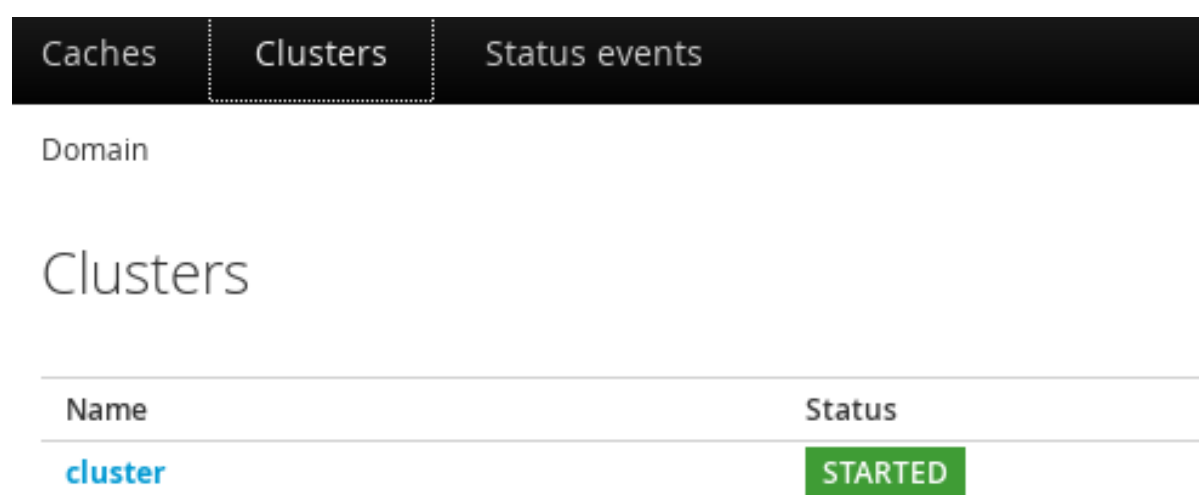 Caches Clusters Status events
Domain
Clusters
Name Status
cluster STARTED